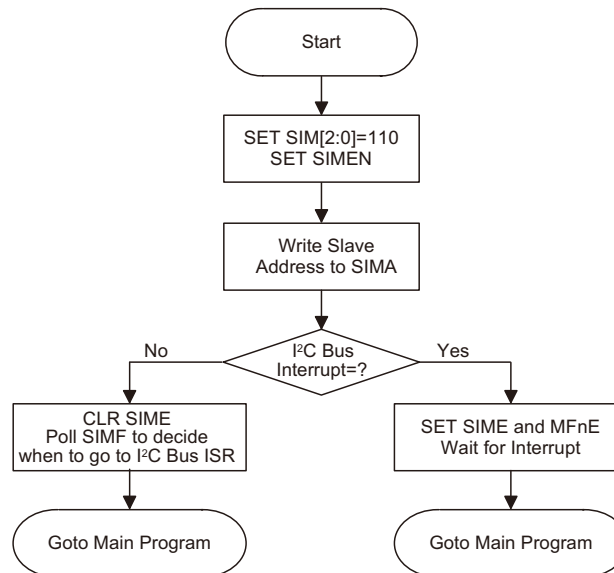 Start
SET SIM[2:0]=110
SET SIMEN
Write Slave
Address to SIMA
I²C Bus
Interrupt=?
No
Yes
CLR SIME
Poll SIMF to decide
when to go to I²C Bus ISR
SET SIME and MFnE
Wait for Interrupt
Goto Main Program
Goto Main Program